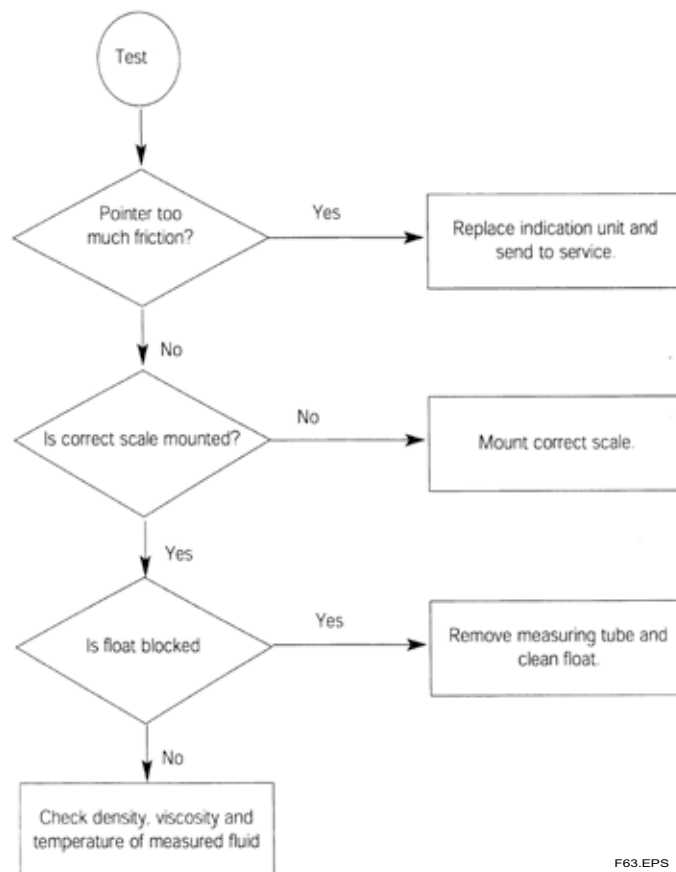 Test
Pointer too
much friction?
Yes
Replace indication unit and
send to service.
No
Is correct scale mounted?
No
Mount correct scale.
Yes
Is float blocked
Yes
Remove measuring tube and
clean float.
No
Check density, viscosity and
temperature of measured fluid
F63.EPS